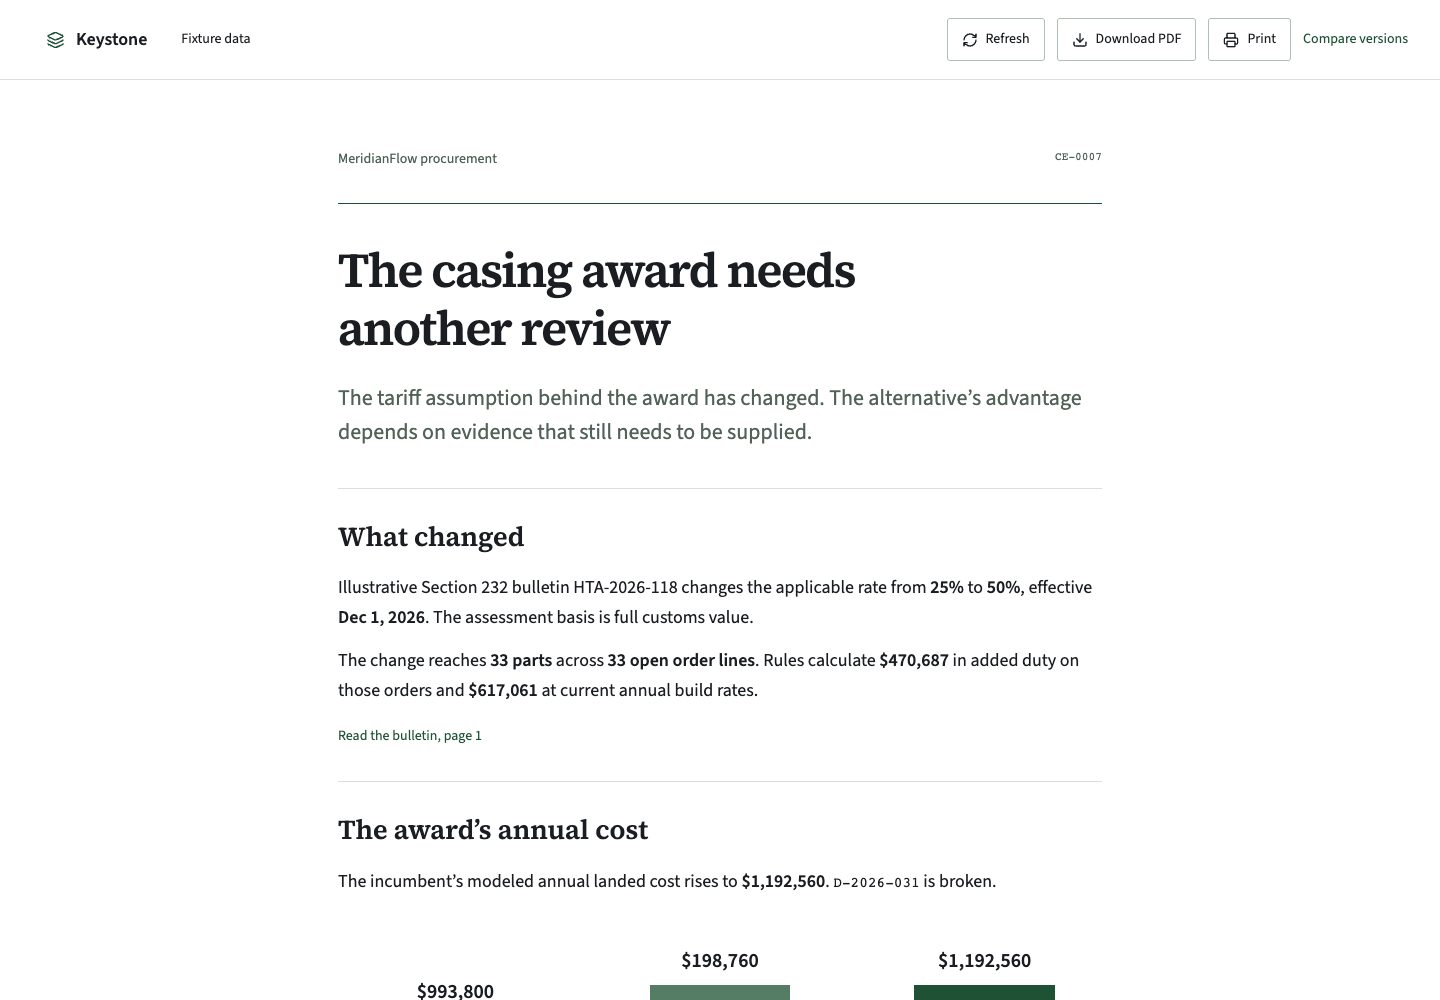 Keystone
Fixture data
Refresh
Download PDF
Print
Compare versions
MeridianFlow procurement
CE-0007
The casing award needs
another review
The tariff assumption behind the award has changed. The alternative’s advantage
depends on evidence that still needs to be supplied.
What changed
Illustrative Section 232 bulletin HTA-2026-118 changes the applicable rate from 25% to 50%, effective
Dec 1, 2026. The assessment basis is full customs value.
The change reaches 33 parts across 33 open order lines. Rules calculate $470,687 in added duty on
those orders and $617,061 at current annual build rates.
Read the bulletin, page 1
The award’s annual cost
The incumbent’s modeled annual landed cost rises to $1,192,560. D-2026-031 is broken.
$198,760
$1,192,560
$993,800